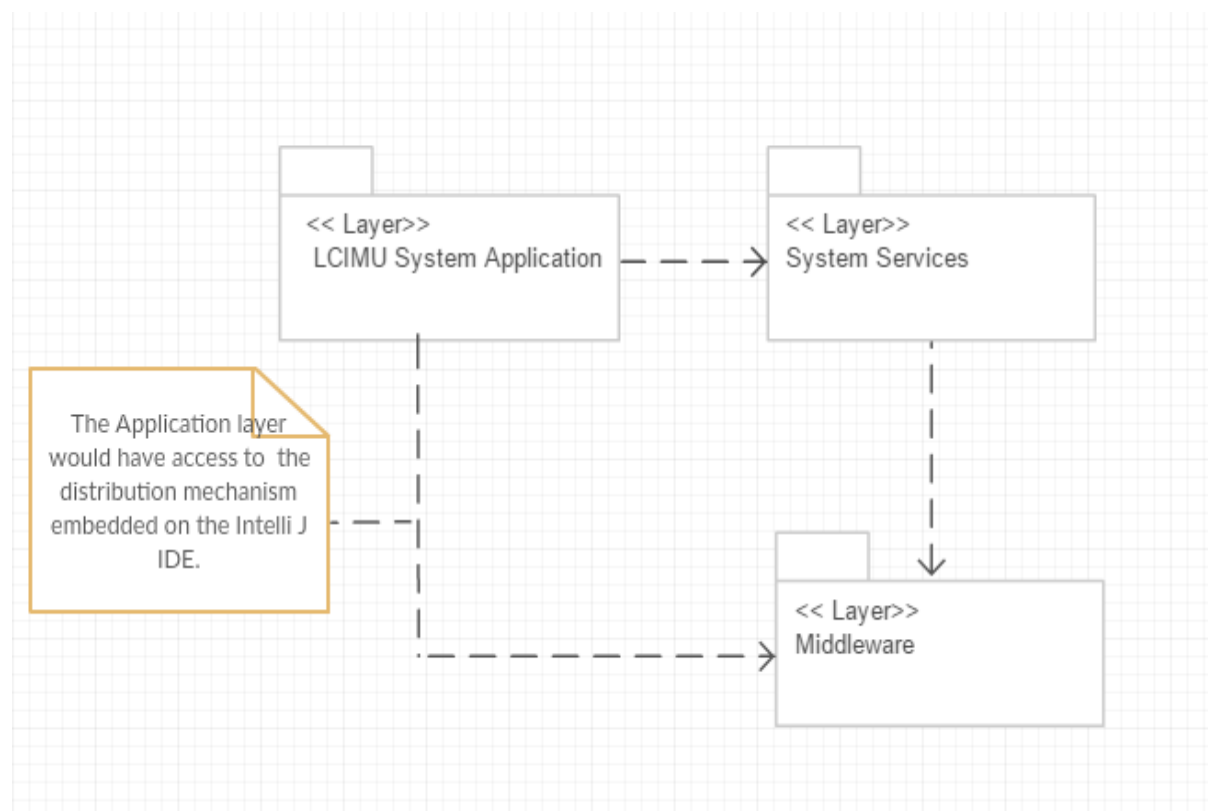 << Layer>>
LCIMU System Application
<< Layer>>
System Services
The Application layer
would have access to  the
distribution mechanism
embedded on the Intelli J
IDE.
<< Layer>>
Middleware